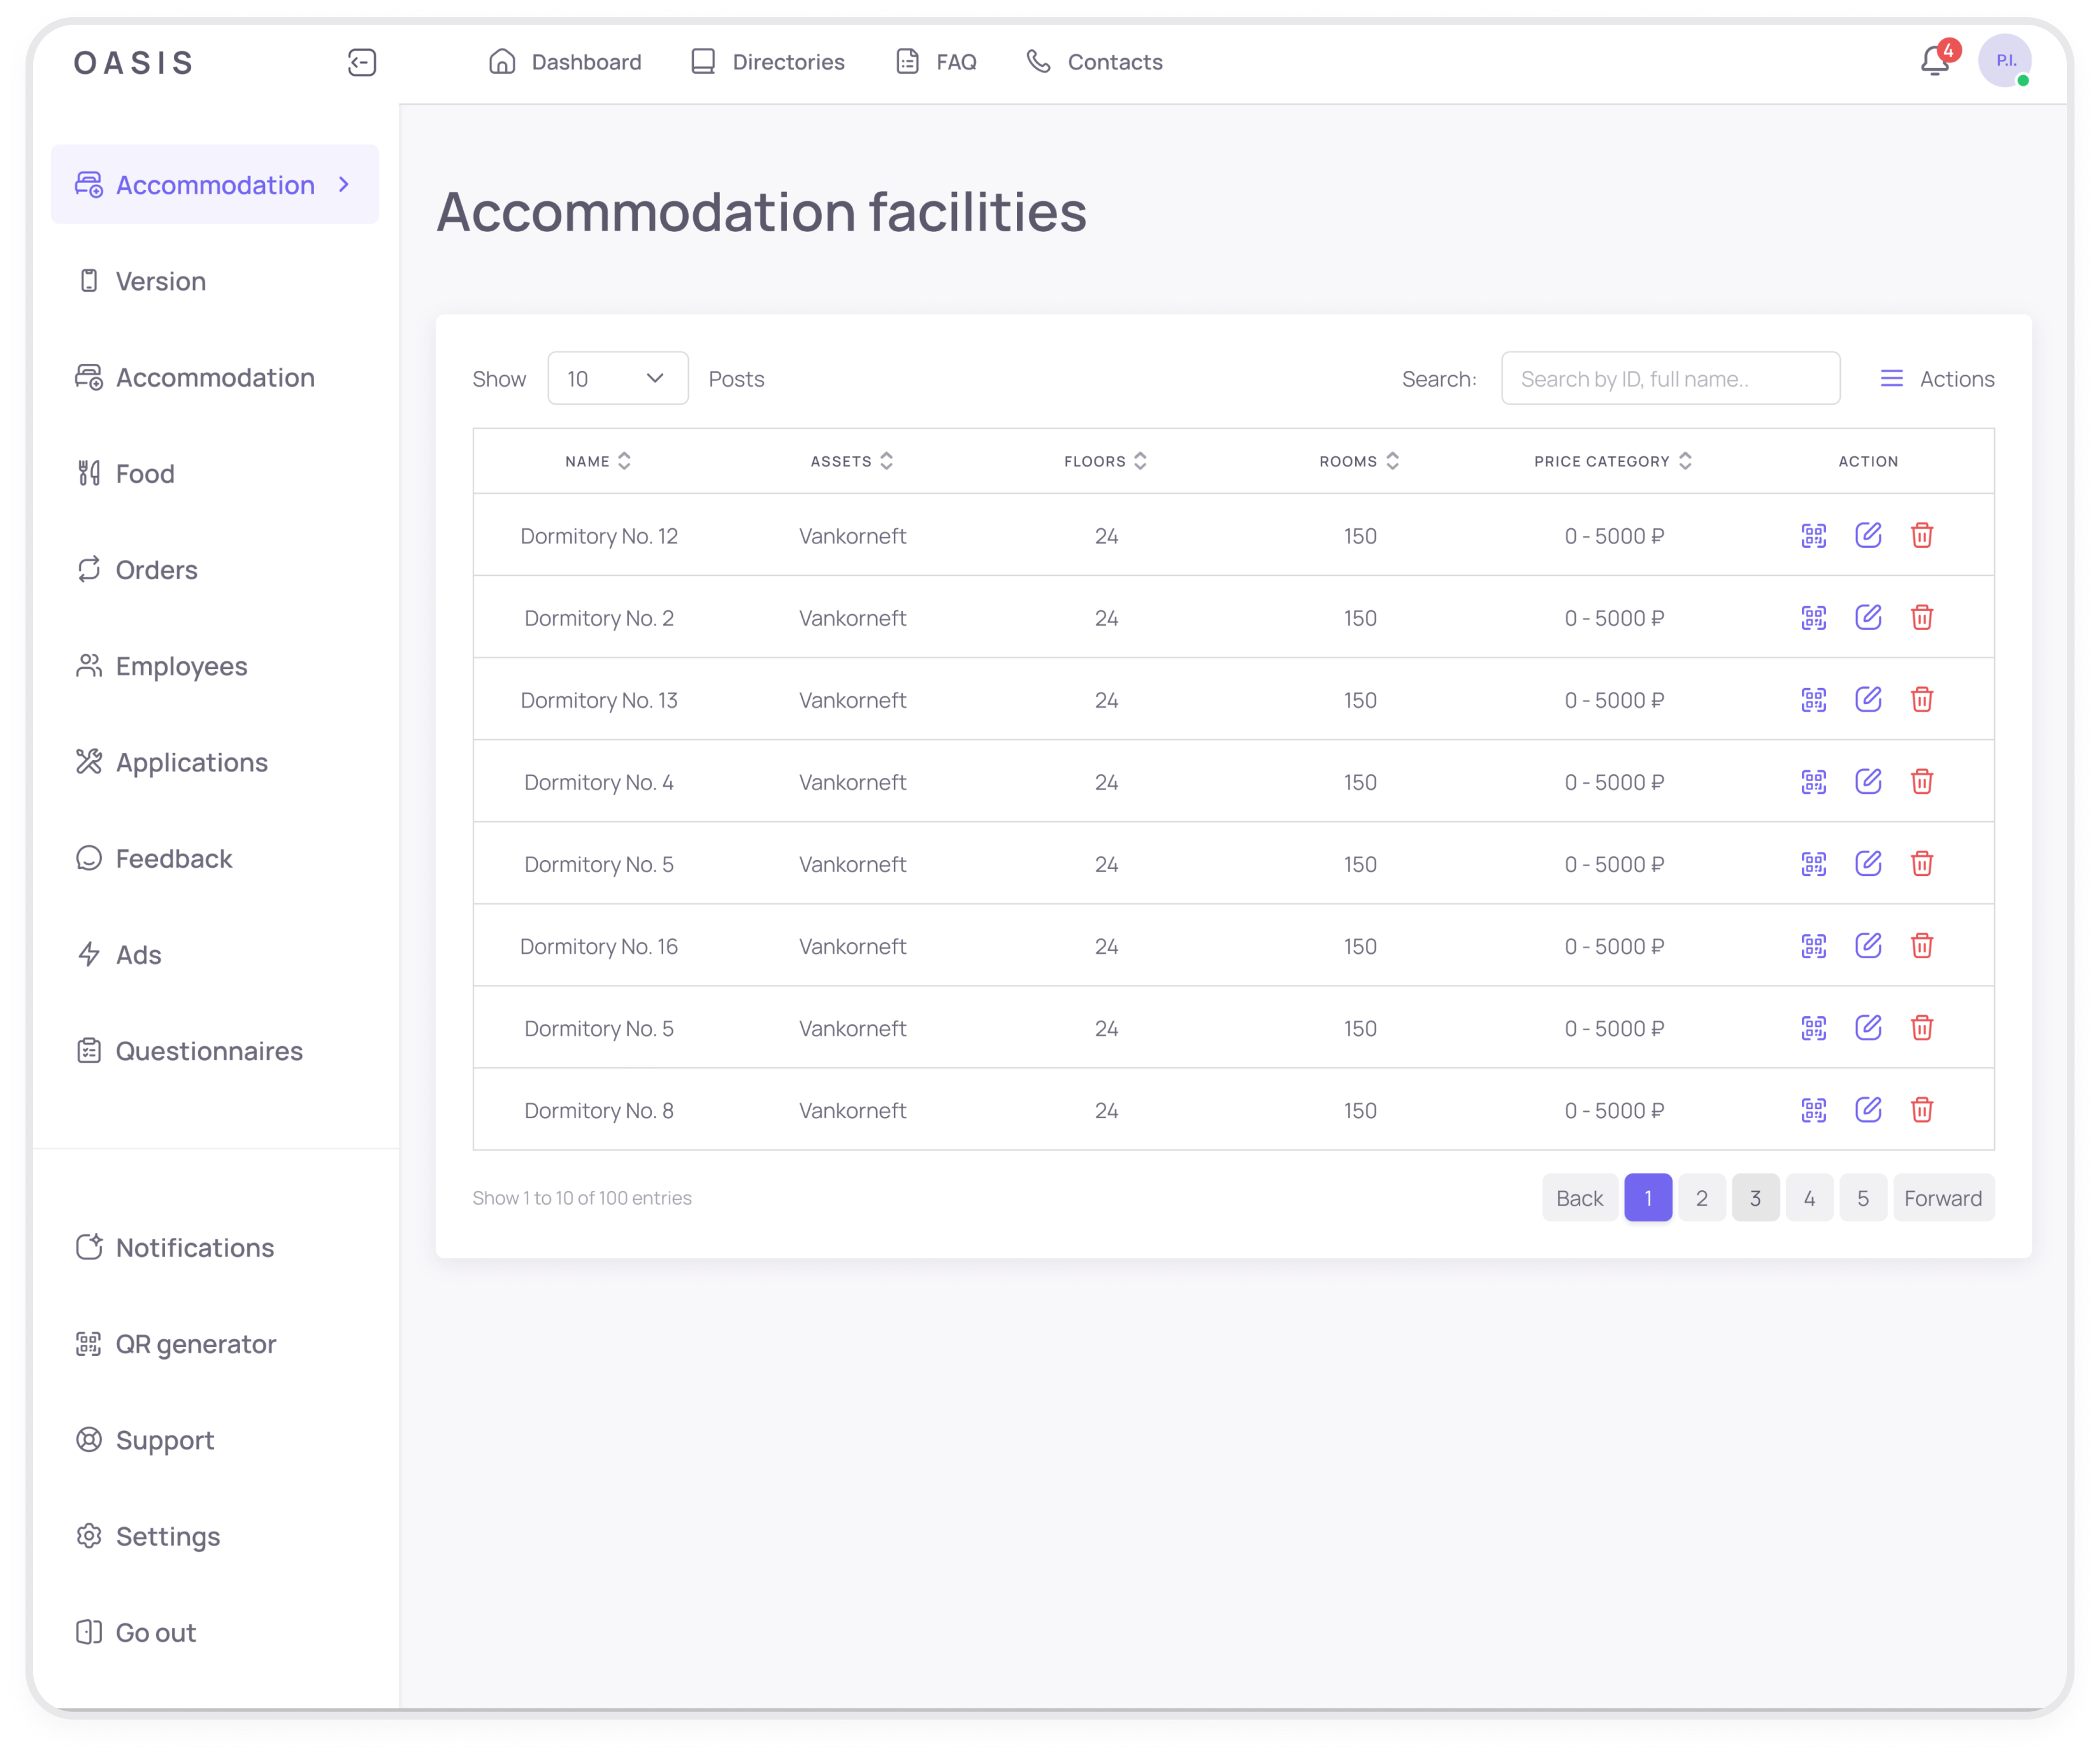 OASIS
Dashboard Directories FAQ Contacts
4
P.I.
Accommodation
Version
Accommodation
Food
Orders
Employees
Applications
Feedback
Ads
Questionnaires
Notifications
QR generator
Support
Settings
Go out
Accommodation facilities
Show 10 Posts Search: Search by ID, full name.. Actions
NAME ASSETS FLOORS ROOMS PRICE CATEGORY ACTION
Dormitory No. 12 Vankorneft 24 150 0 - 5000 ₽
Dormitory No. 2 Vankorneft 24 150 0 - 5000 ₽
Dormitory No. 13 Vankorneft 24 150 0 - 5000 ₽
Dormitory No. 4 Vankorneft 24 150 0 - 5000 ₽
Dormitory No. 5 Vankorneft 24 150 0 - 5000 ₽
Dormitory No. 16 Vankorneft 24 150 0 - 5000 ₽
Dormitory No. 5 Vankorneft 24 150 0 - 5000 ₽
Dormitory No. 8 Vankorneft 24 150 0 - 5000 ₽
Show 1 to 10 of 100 entries Back 1 2 3 4 5 Forward